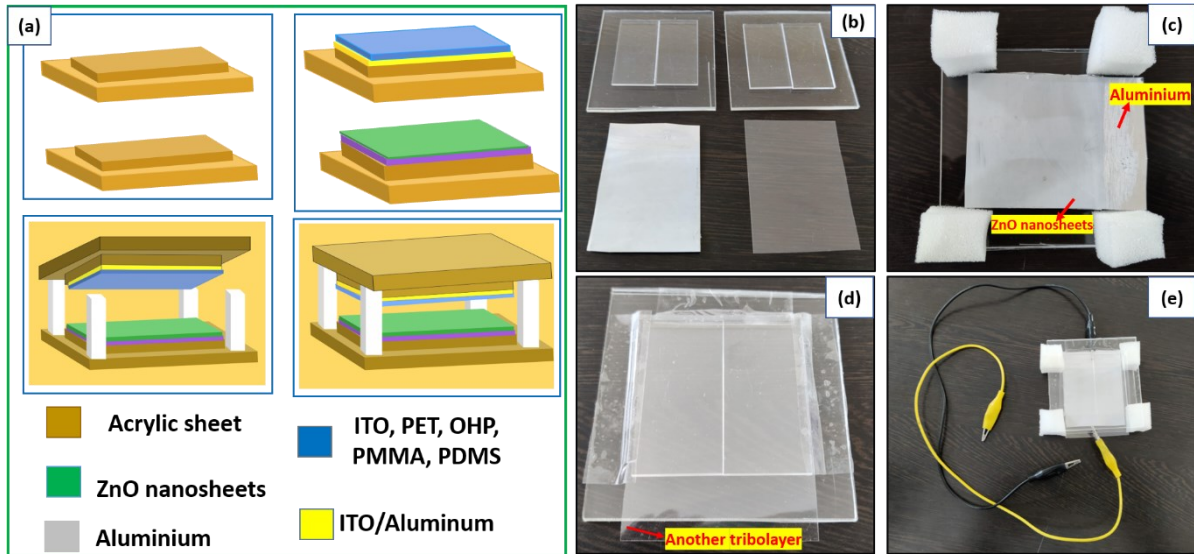 (a)
Acrylic sheet
ITO, PET, OHP,
PMMA, PDMS
ZnO nanosheets
Aluminium
ITO/Aluminum
(b)
(c)
Aluminium
ZnO nanosheets
(d)
Another tribolayer
(e)